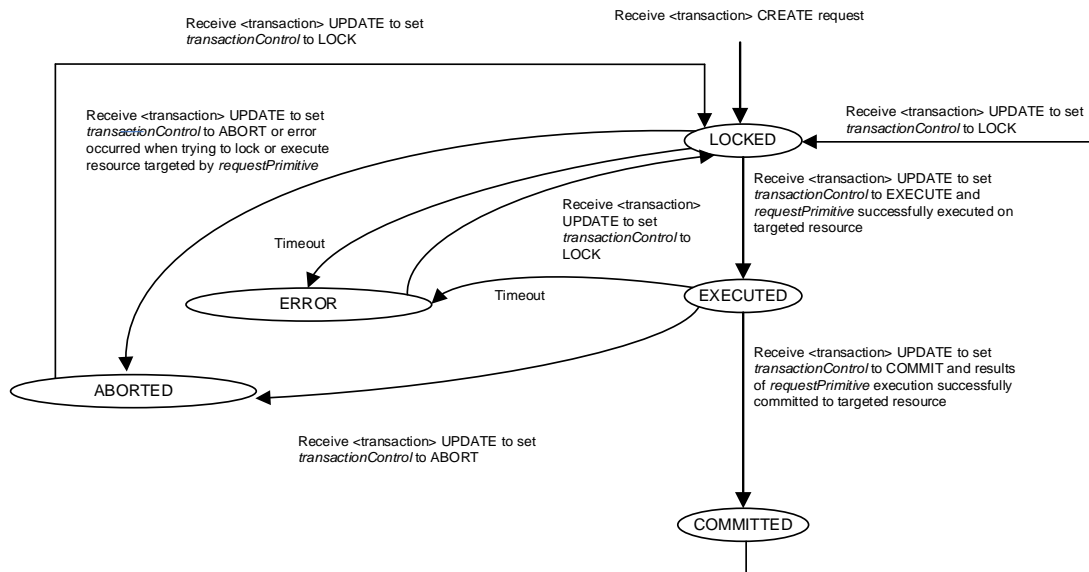 Receive <transaction> CREATE request
Receive <transaction> UPDATE to set
transactionControl to LOCK
Receive <transaction> UPDATE to set
transactionControl to ABORT or error
occurred when trying to lock or execute
resource targeted by requestPrimitive
Receive <transaction> UPDATE to set
transactionControl to LOCK
LOCKED
Receive <transaction> UPDATE to set
transactionControl to EXECUTE and
requestPrimitive successfully executed on
targeted resource
Receive <transaction>
UPDATE to set
transactionControl to
LOCK
Timeout
ERROR
Timeout
EXECUTED
ABORTED
Receive <transaction> UPDATE to set
transactionControl to COMMIT and results
of requestPrimitive execution successfully
committed to targeted resource
Receive <transaction> UPDATE to set
transactionControl to ABORT
COMMITTED